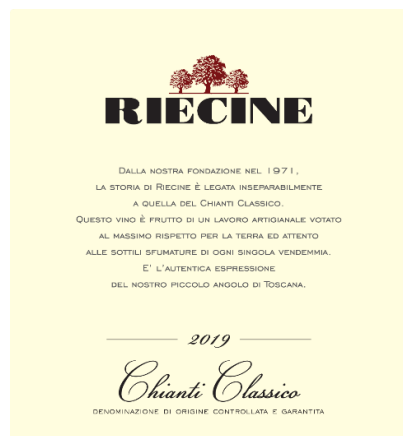 RIECINE
DALLA NOSTRA FONDAZIONE NEL 1971,
LA STORIA DI RIECINE È LEGATA INSEPARABILMENTE
A QUELLA DEL CHIANTI CLASSICO.
QUESTO VINO È FRUTTO DI UN LAVORO ARTIGIANALE VOTATO
AL MASSIMO RISPETTO PER LA TERRA ED ATTENTO
ALLE SOTTILI SFUMATURE DI OGNI SINGOLA VENDEMMIA.
E' L'AUTENTICA ESPRESSIONE
DEL NOSTRO PICCOLO ANGOLO DI TOSCANA.
2019
Chianti Classico
DENOMINAZIONE DI ORIGINE CONTROLLATA E GARANTITA